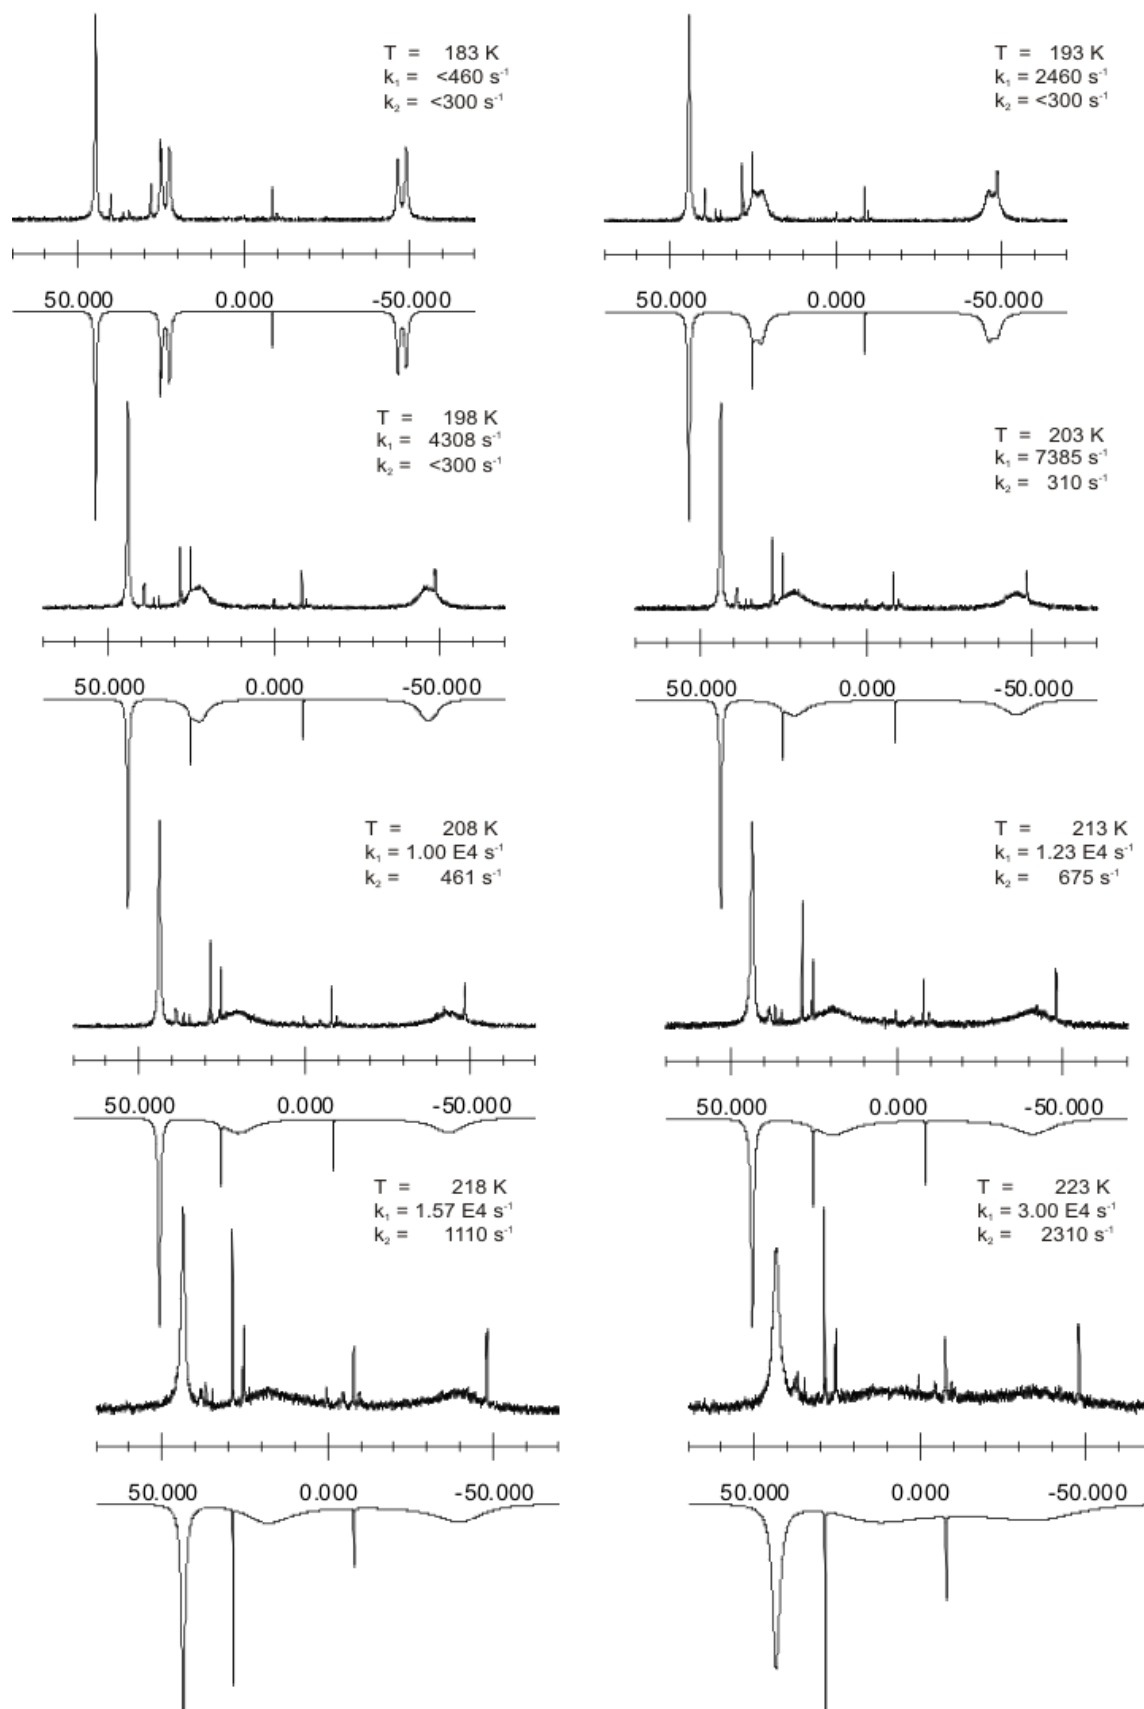 T = 183 K
k₁ = <460 s⁻¹
k₂ = <300 s⁻¹
50.000 0.000 -50.000
T = 193 K
k₁ = 2460 s⁻¹
k₂ = <300 s⁻¹
50.000 0.000 -50.000
T = 198 K
k₁ = 4308 s⁻¹
k₂ = <300 s⁻¹
50.000 0.000 -50.000
T = 203 K
k₁ = 7385 s⁻¹
k₂ = 310 s⁻¹
50.000 0.000 -50.000
T = 208 K
k₁ = 1.00 E4 s⁻¹
k₂ = 461 s⁻¹
50.000 0.000 -50.000
T = 213 K
k₁ = 1.23 E4 s⁻¹
k₂ = 675 s⁻¹
50.000 0.000 -50.000
T = 218 K
k₁ = 1.57 E4 s⁻¹
k₂ = 1110 s⁻¹
50.000 0.000 -50.000
T = 223 K
k₁ = 3.00 E4 s⁻¹
k₂ = 2310 s⁻¹
50.000 0.000 -50.000